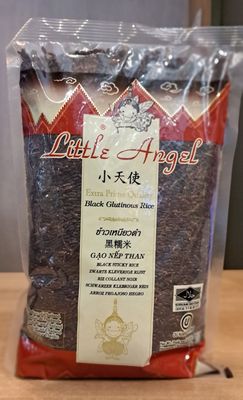 Little Angel
小天使
Extra Prime Quality
Black Glutinous Rice
ข้าวเหนียวดำ
黑糯米
GẠO NẾP THAN
BLACK STICKY RICE
ZWARTE KLEVERIGE RIJST
RIZ COLLANT NOIR
SCHWARZER KLEBRIGER REIS
ARROZ PEGAJOSO NEGRO